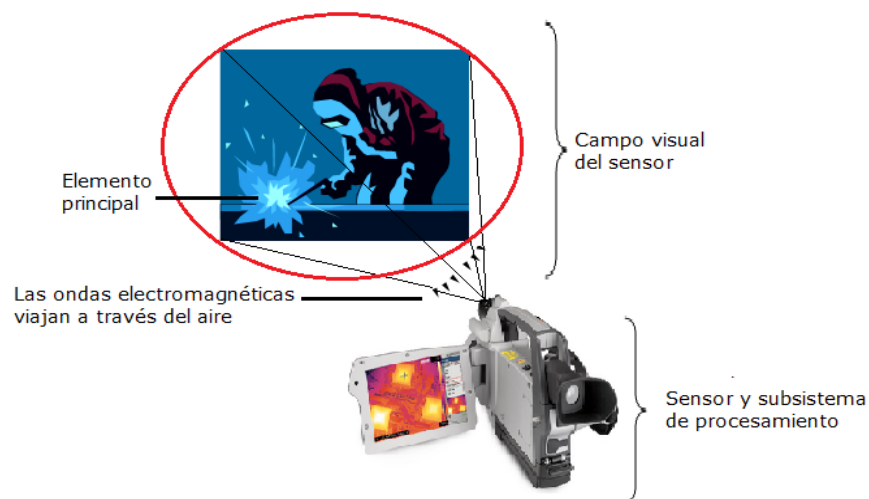 Campo visual
del sensor
Elemento
principal
Las ondas electromagnéticas
viajan a través del aire
Sensor y subsistema
de procesamiento